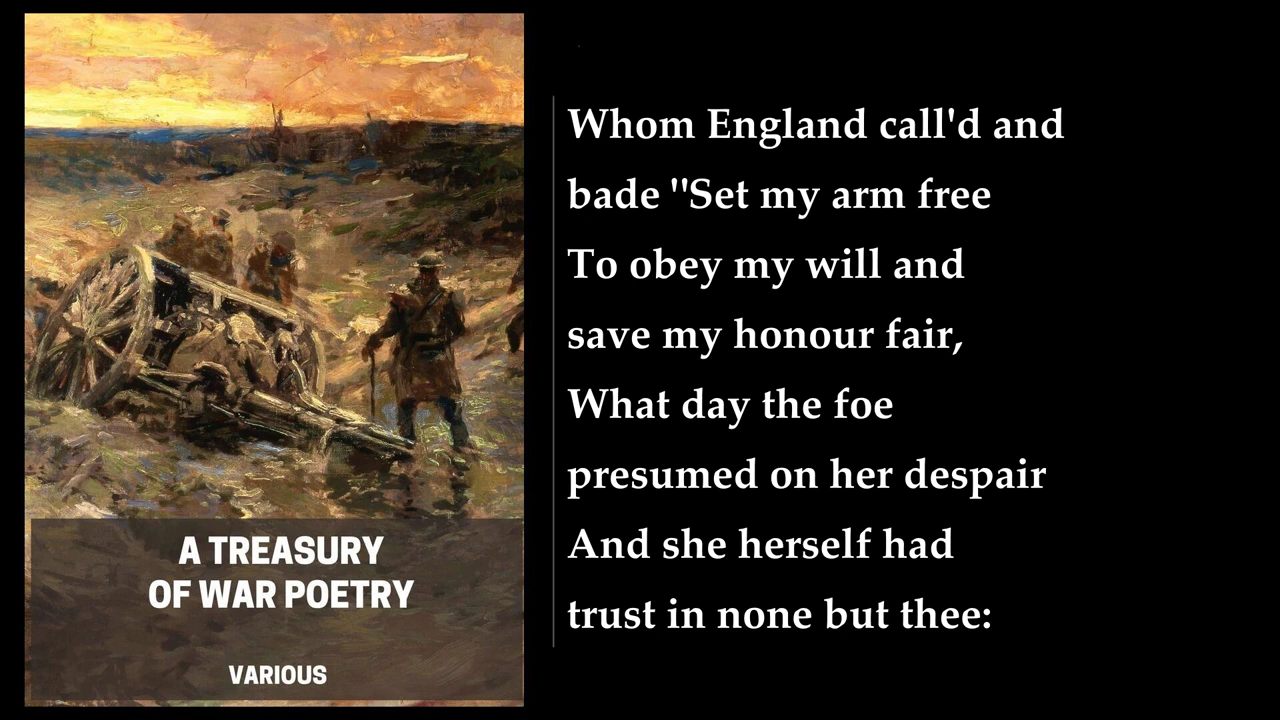 A TREASURY
OF WAR POETRY
VARIOUS
Whom England call'd and
bade "Set my arm free
To obey my will and
save my honour fair,
What day the foe
presumed on her despair
And she herself had
trust in none but thee: